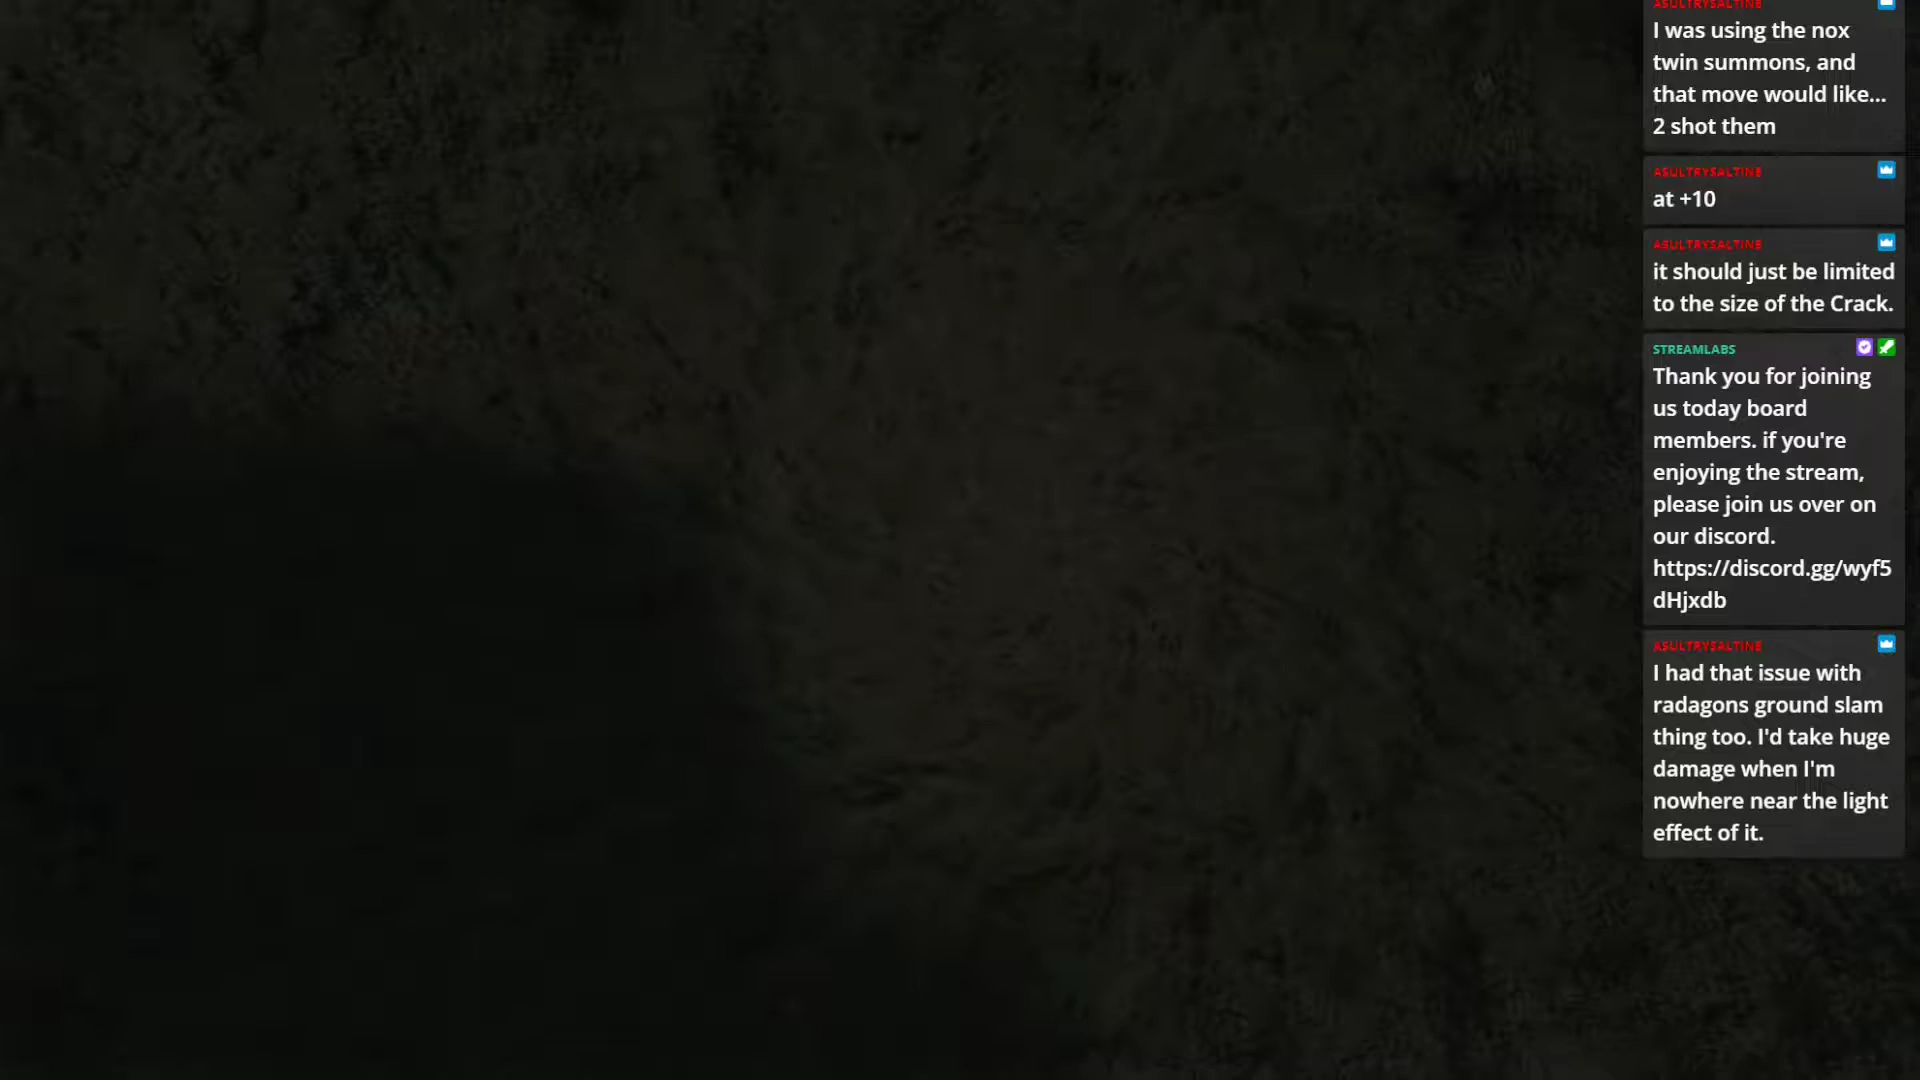 ASULTRYSALTINE
I was using the nox
twin summons, and
that move would like...
2 shot them
ASULTRYSALTINE
at +10
ASULTRYSALTINE
it should just be limited
to the size of the Crack.
STREAMLABS
Thank you for joining
us today board
members. if you're
enjoying the stream,
please join us over on
our discord.
https://discord.gg/wyf5
dHjxdb
ASULTRYSALTINE
I had that issue with
radagons ground slam
thing too. I'd take huge
damage when I'm
nowhere near the light
effect of it.